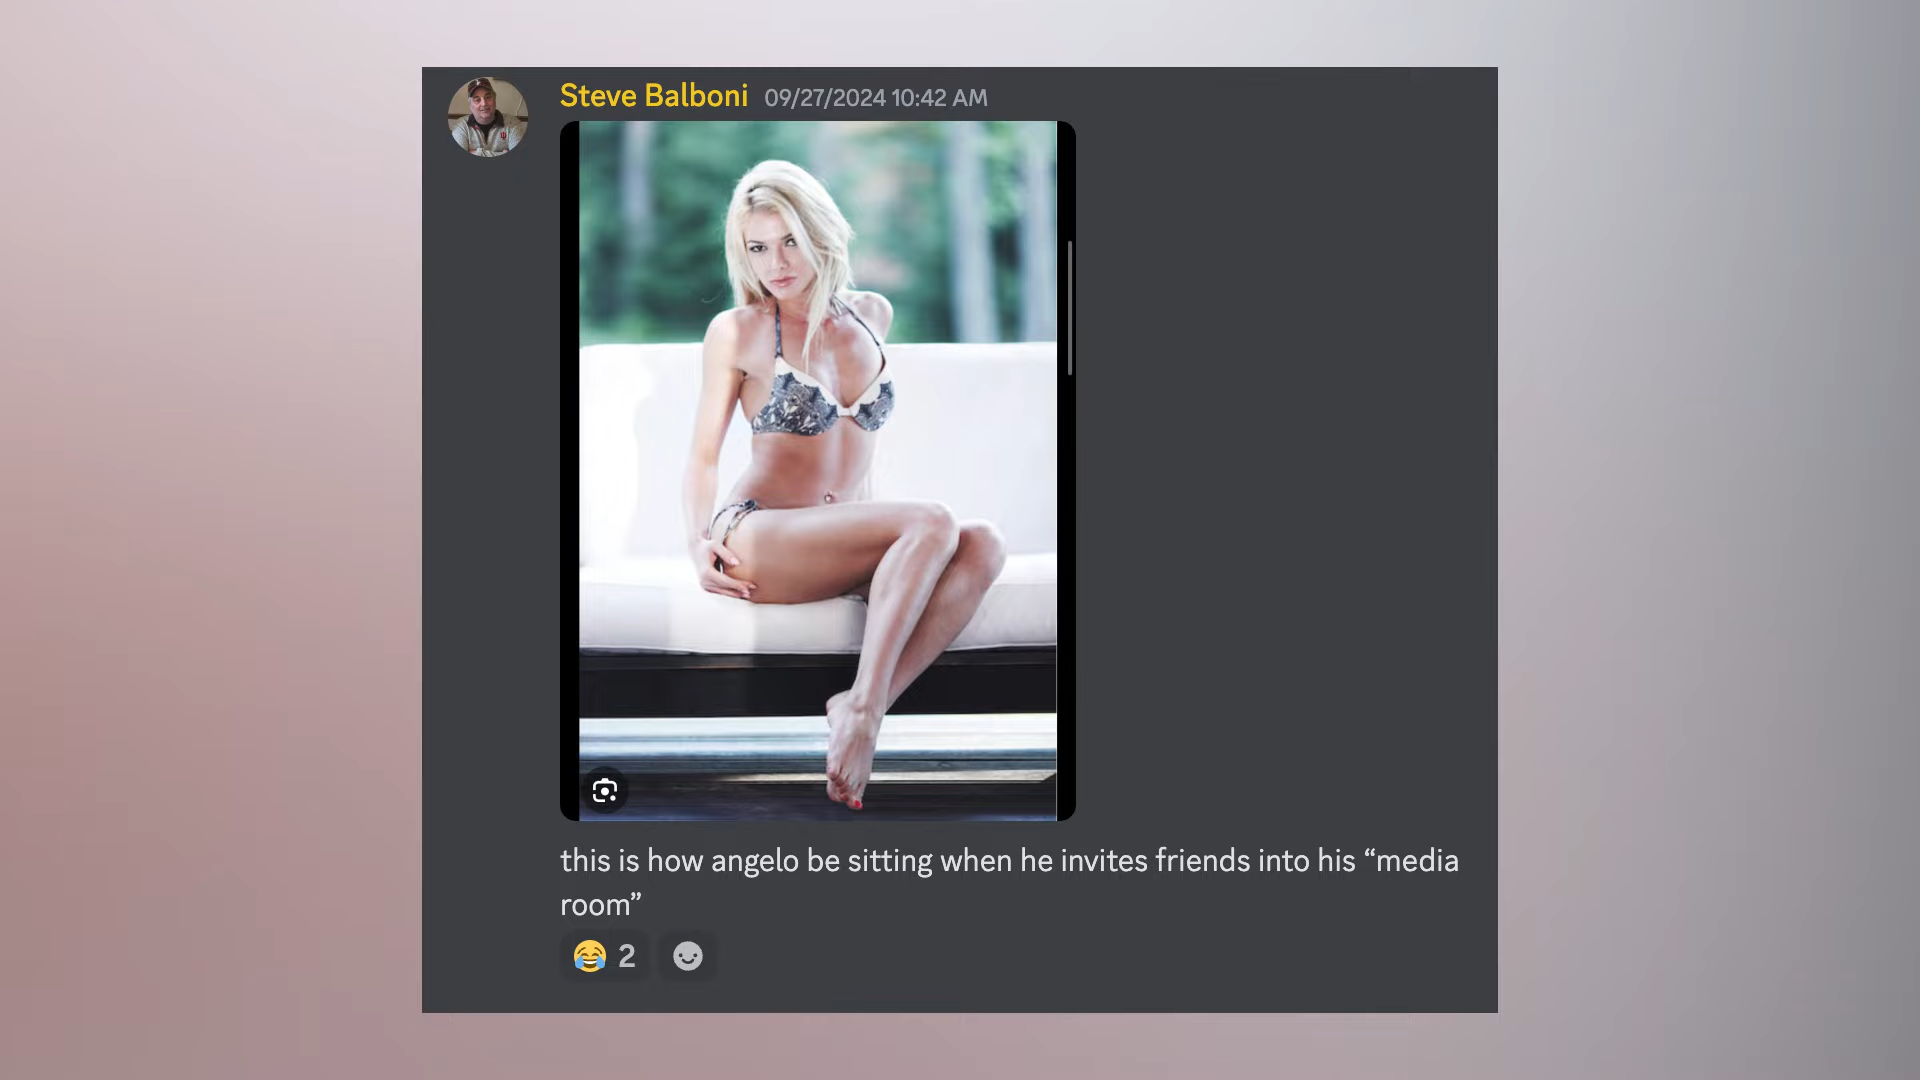 Steve Balboni 09/27/2024 10:42 AM
this is how angelo be sitting when he invites friends into his “media
room”
2